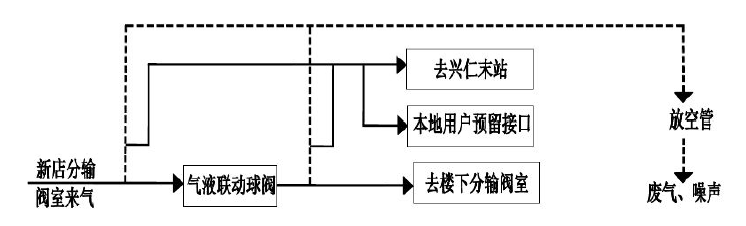 去兴仁末站
本地用户预留接口
放空管
新店分输
阀室来气
气液联动球阀
去楼下分输阀室
废气、噪声